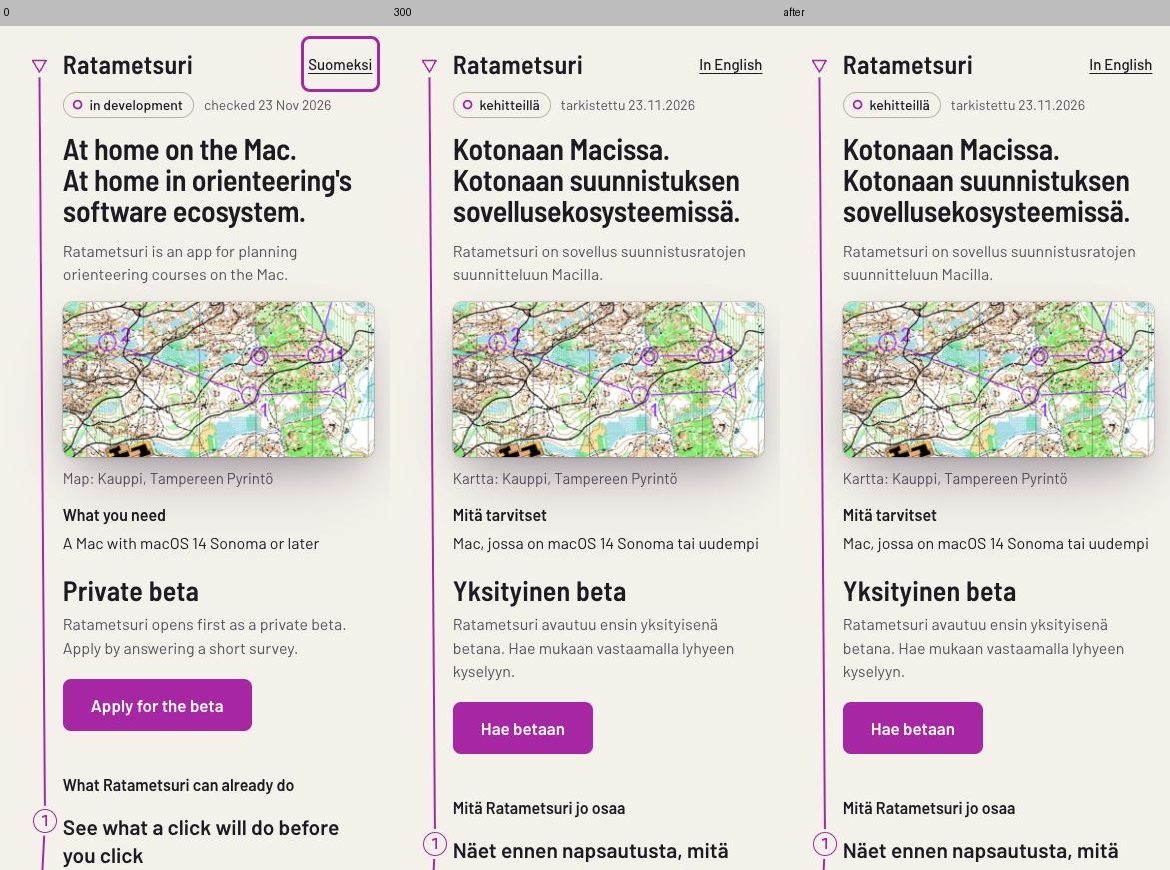 0
300
after
Ratametsuri
Suomeksi
in development
checked 23 Nov 2026
At home on the Mac.
At home in orienteering's
software ecosystem.
Ratametsuri is an app for planning
orienteering courses on the Mac.
2
11
1
Map: Kauppi, Tampereen Pyrintö
What you need
A Mac with macOS 14 Sonoma or later
Private beta
Ratametsuri opens first as a private beta.
Apply by answering a short survey.
Apply for the beta
What Ratametsuri can already do
1
See what a click will do before
you click
Ratametsuri
In English
kehitteillä
tarkistettu 23.11.2026
Kotonaan Macissa.
Kotonaan suunnistuksen
sovellusekosysteemissä.
Ratametsuri on sovellus suunnistusratojen
suunnitteluun Macilla.
2
11
1
Kartta: Kauppi, Tampereen Pyrintö
Mitä tarvitset
Mac, jossa on macOS 14 Sonoma tai uudempi
Yksityinen beta
Ratametsuri avautuu ensin yksityisenä
betana. Hae mukaan vastaamalla lyhyeen
kyselyyn.
Hae betaan
Mitä Ratametsuri jo osaa
1
Näet ennen napsautusta, mitä
Ratametsuri
In English
kehitteillä
tarkistettu 23.11.2026
Kotonaan Macissa.
Kotonaan suunnistuksen
sovellusekosysteemissä.
Ratametsuri on sovellus suunnistusratojen
suunnitteluun Macilla.
2
11
1
Kartta: Kauppi, Tampereen Pyrintö
Mitä tarvitset
Mac, jossa on macOS 14 Sonoma tai uudempi
Yksityinen beta
Ratametsuri avautuu ensin yksityisenä
betana. Hae mukaan vastaamalla lyhyeen
kyselyyn.
Hae betaan
Mitä Ratametsuri jo osaa
1
Näet ennen napsautusta, mitä